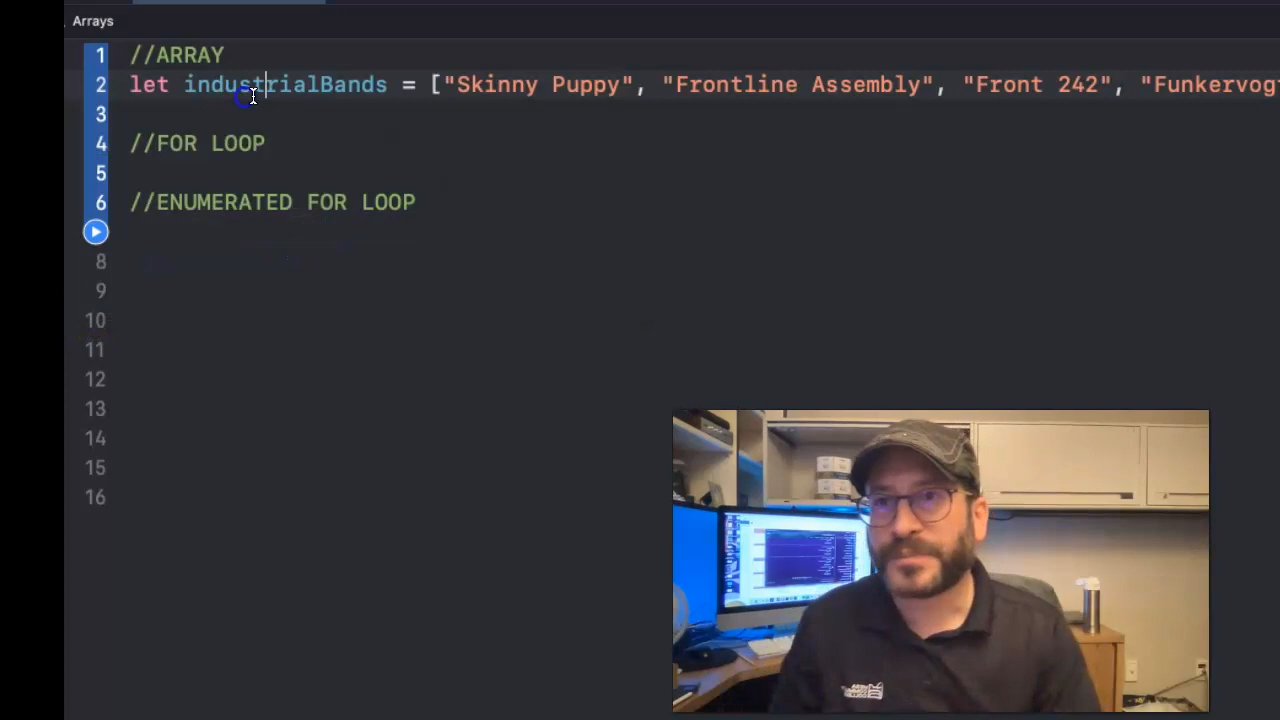 Arrays
1 //ARRAY
2 let industrialBands = ["Skinny Puppy", "Frontline Assembly", "Front 242", "Funkervog
3
4 //FOR LOOP
5
6 //ENUMERATED FOR LOOP
8
9
10
11
12
13
14
15
16